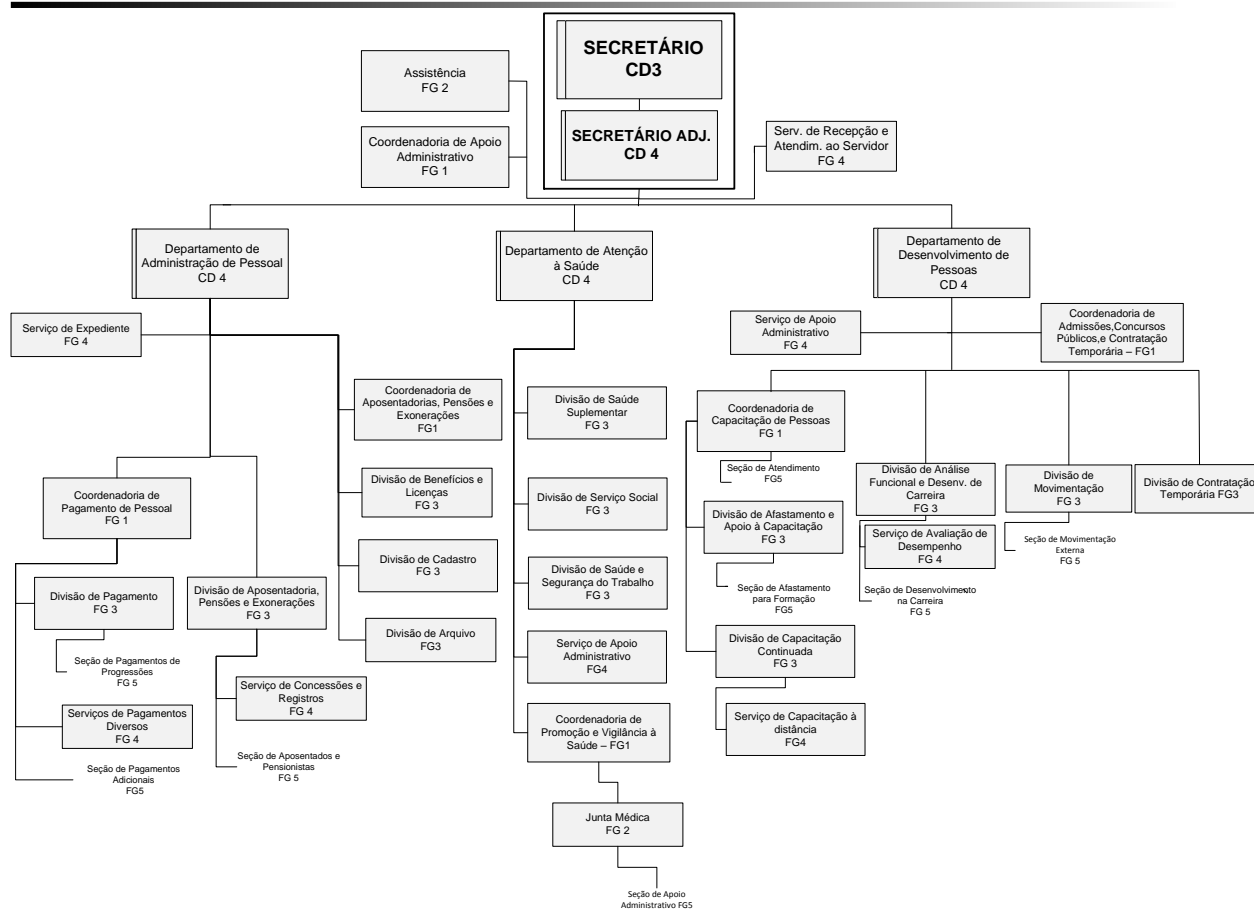 SECRETÁRIO
CD3
Assistência
FG 2
SECRETÁRIO ADJ.
CD 4
Coordenadoria de Apoio
Administrativo
FG 1
Serv. de Recepção e
Atendim. ao Servidor
FG 4
Departamento de
Administração de Pessoal
CD 4
Departamento de Atenção
à Saúde
CD 4
Departamento de
Desenvolvimento de
Pessoas
CD 4
Serviço de Expediente
FG 4
Serviço de Apoio
Administrativo
FG 4
Coordenadoria de
Admissões,Concursos
Públicos,e Contratação
Temporária – FG1
Coordenadoria de
Aposentadorias, Pensões e
Exonerações
FG1
Divisão de Benefícios e
Licenças
FG 3
Divisão de Cadastro
FG 3
Divisão de Arquivo
FG3
Coordenadoria de
Pagamento de Pessoal
FG 1
Divisão de Pagamento
FG 3
Seção de Pagamentos de
Progressões
FG 5
Serviços de Pagamentos
Diversos
FG 4
Seção de Pagamentos
Adicionais
FG5
Divisão de Aposentadoria,
Pensões e Exonerações
FG 3
Serviço de Concessões e
Registros
FG 4
Seção de Aposentados e
Pensionistas
FG 5
Divisão de Saúde
Suplementar
FG 3
Divisão de Serviço Social
FG 3
Divisão de Saúde e
Segurança do Trabalho
FG 3
Serviço de Apoio
Administrativo
FG4
Coordenadoria de
Promoção e Vigilância à
Saúde – FG1
Junta Médica
FG 2
Seção de Apoio
Administrativo FG5
Coordenadoria de
Capacitação de Pessoas
FG 1
Seção de Atendimento
FG5
Divisão de Afastamento e
Apoio à Capacitação
FG 3
Seção de Afastamento
para Formação
FG5
Divisão de Capacitação
Continuada
FG 3
Serviço de Capacitação à
distância
FG4
Divisão de Análise
Funcional e Desenv. de
Carreira
FG 3
Serviço de Avaliação de
Desempenho
FG 4
Seção de Desenvolvimento
na Carreira
FG 5
Divisão de
Movimentação
FG 3
Seção de Movimentação
Externa
FG 5
Divisão de Contratação
Temporária FG3